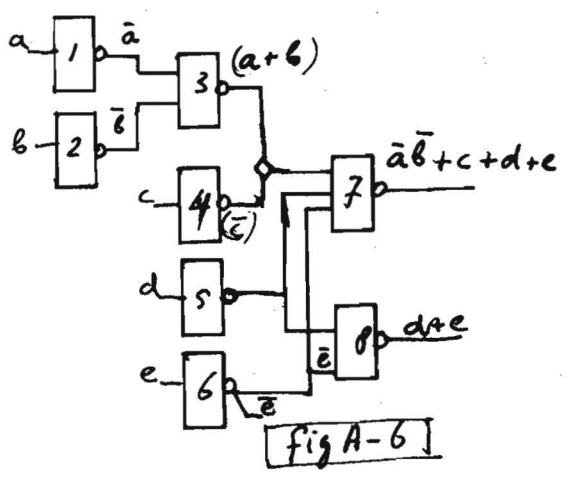 a 1 ā
3 (a + b)
b 2 b̄
c 4 (c̄)
7 āb̄ + c + d + e
d 5
8 d+e
ē
e 6 ē
fig A-6